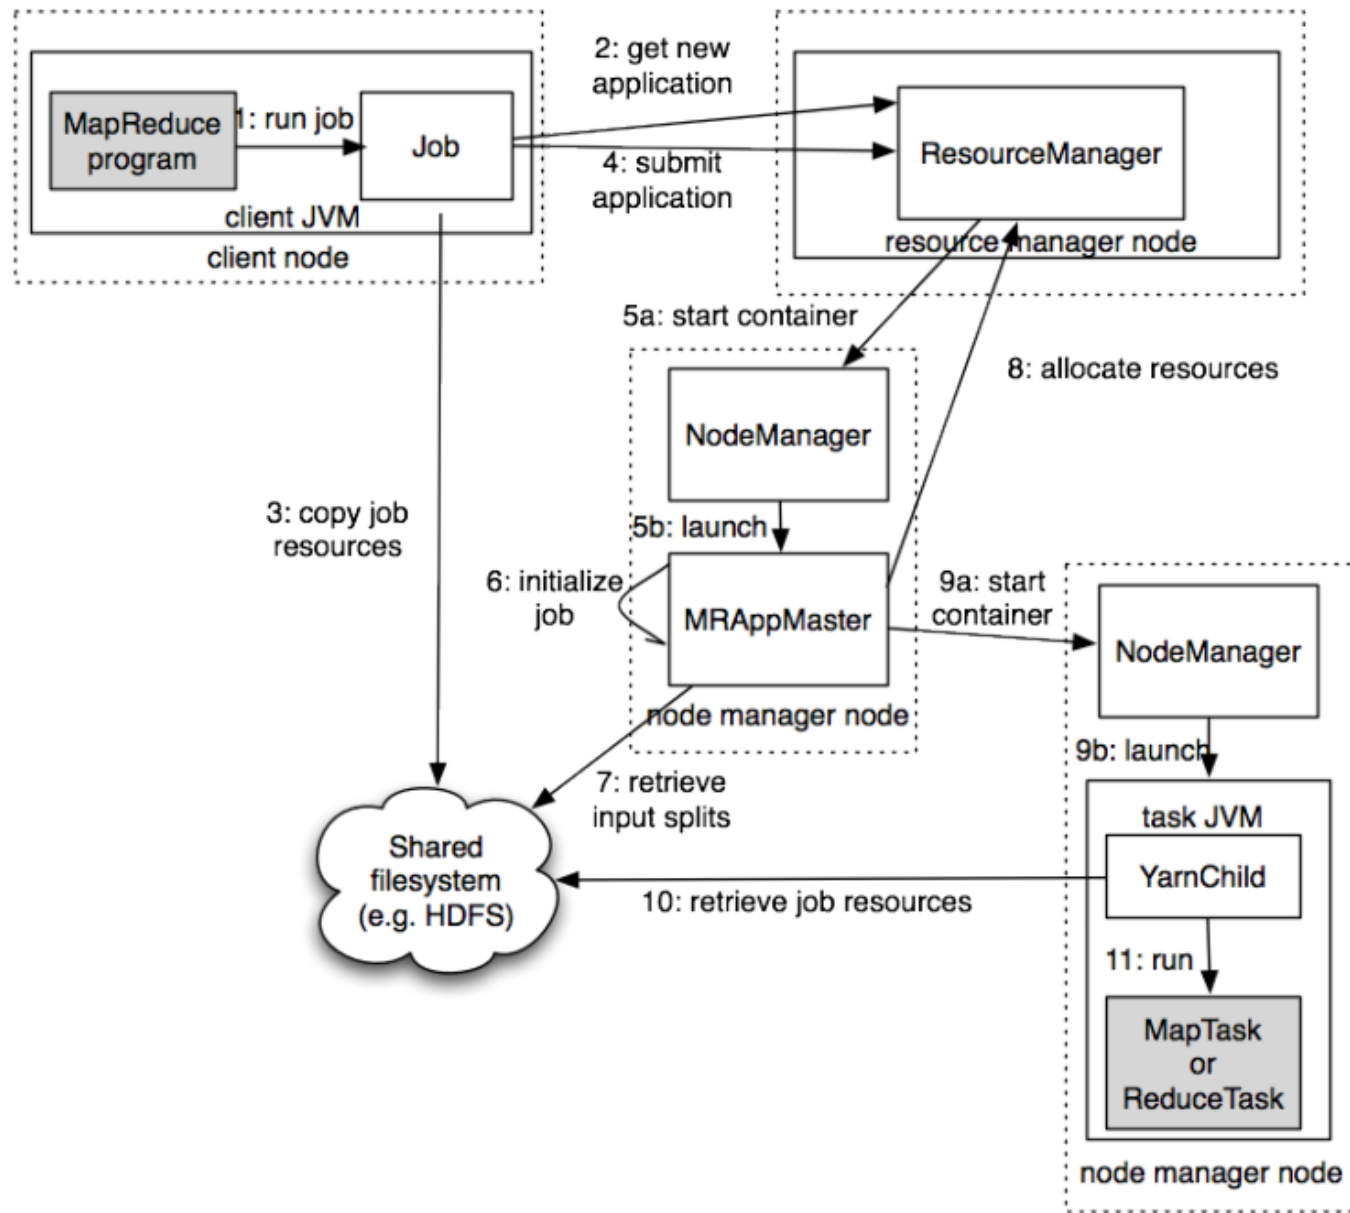 2: get new
application
MapReduce
program
1: run job
Job
4: submit
application
ResourceManager
client JVM
client node
resource manager node
5a: start container
8: allocate resources
NodeManager
3: copy job
resources
5b: launch
6: initialize
job
MRAppMaster
9a: start
container
NodeManager
node manager node
9b: launch
7: retrieve
input splits
task JVM
Shared
filesystem
(e.g. HDFS)
YarnChild
10: retrieve job resources
11: run
MapTask
or
ReduceTask
node manager node